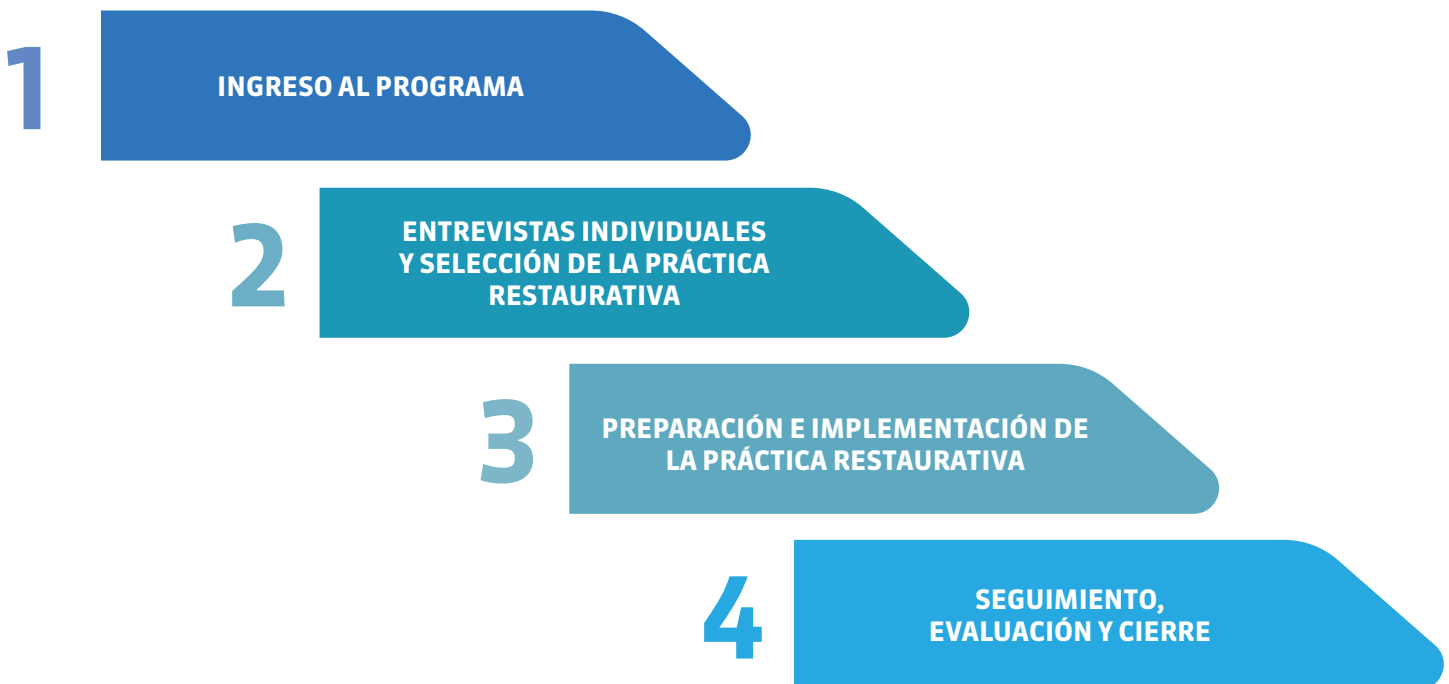 1
INGRESO AL PROGRAMA
2
ENTREVISTAS INDIVIDUALES
Y SELECCIÓN DE LA PRÁCTICA
RESTAURATIVA
3
PREPARACIÓN E IMPLEMENTACIÓN DE
LA PRÁCTICA RESTAURATIVA
4
SEGUIMIENTO,
EVALUACIÓN Y CIERRE